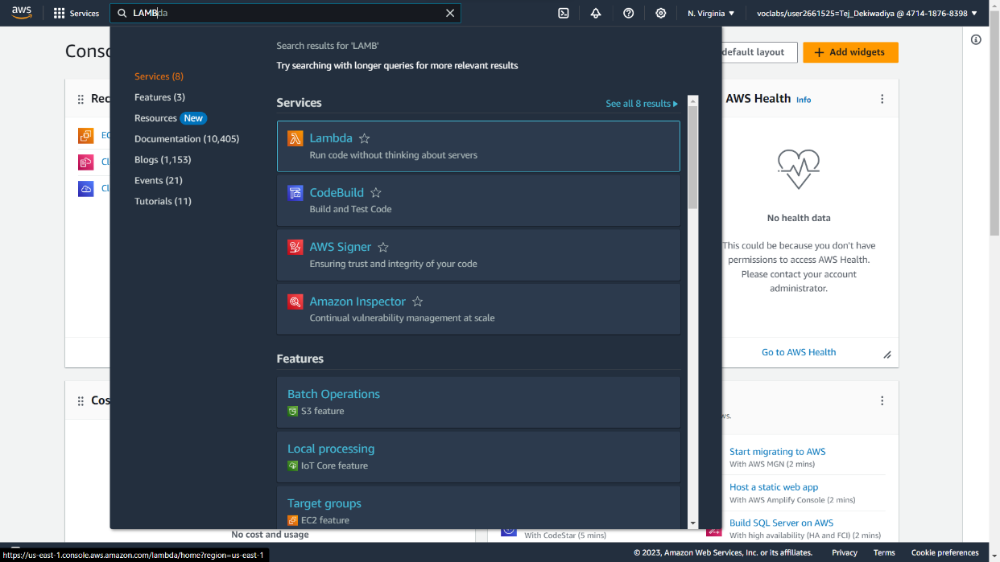 aws
Services
LAMBda
N. Virginia
voclabs/user2661525=Tej_Dekiwadiya @ 4714-1876-8398
Search results for 'LAMB'
Try searching with longer queries for more relevant results
Services (8)
Features (3)
Resources New
Documentation (10,405)
Blogs (1,153)
Events (21)
Tutorials (11)
Services
See all 8 results
Lambda
Run code without thinking about servers
CodeBuild
Build and Test Code
AWS Signer
Ensuring trust and integrity of your code
Amazon Inspector
Continual vulnerability management at scale
Features
Batch Operations
S3 feature
Local processing
IoT Core feature
Target groups
EC2 feature
Conso
default layout
Add widgets
Rec
EC
Cl
Cl
AWS Health Info
No health data
This could be because you don't have
permissions to access AWS Health.
Please contact your account
administrator.
Go to AWS Health
Cos
No cost and usage
ws.
Start migrating to AWS
With AWS MGN (2 mins)
Host a static web app
With AWS Amplify Console (2 mins)
Build SQL Server on AWS
With high availability (HA and FCI) (2 mins)
With CodeStar (5 mins)
https://us-east-1.console.aws.amazon.com/lambda/home?region=us-east-1
© 2023, Amazon Web Services, Inc. or its affiliates.
Privacy
Terms
Cookie preferences